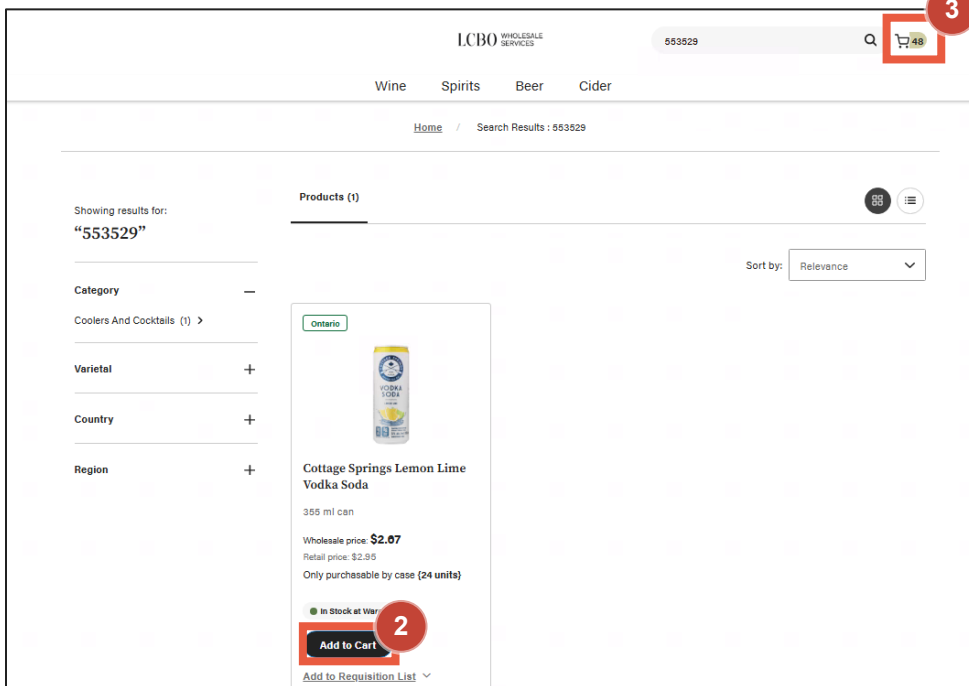 3
LCBO WHOLESALE SERVICES
553529
48
Wine Spirits Beer Cider
Home / Search Results : 553529
Showing results for:
“553529”
Category
Coolers And Cocktails (1)
Varietal
Country
Region
Products (1)
Sort by: Relevance
Ontario
VODKA
SODA
Cottage Springs Lemon Lime
Vodka Soda
355 ml can
Wholesale price: $2.67
Retail price: $2.95
Only purchasable by case {24 units}
In Stock at
2
Add to Cart
Add to Requisition List